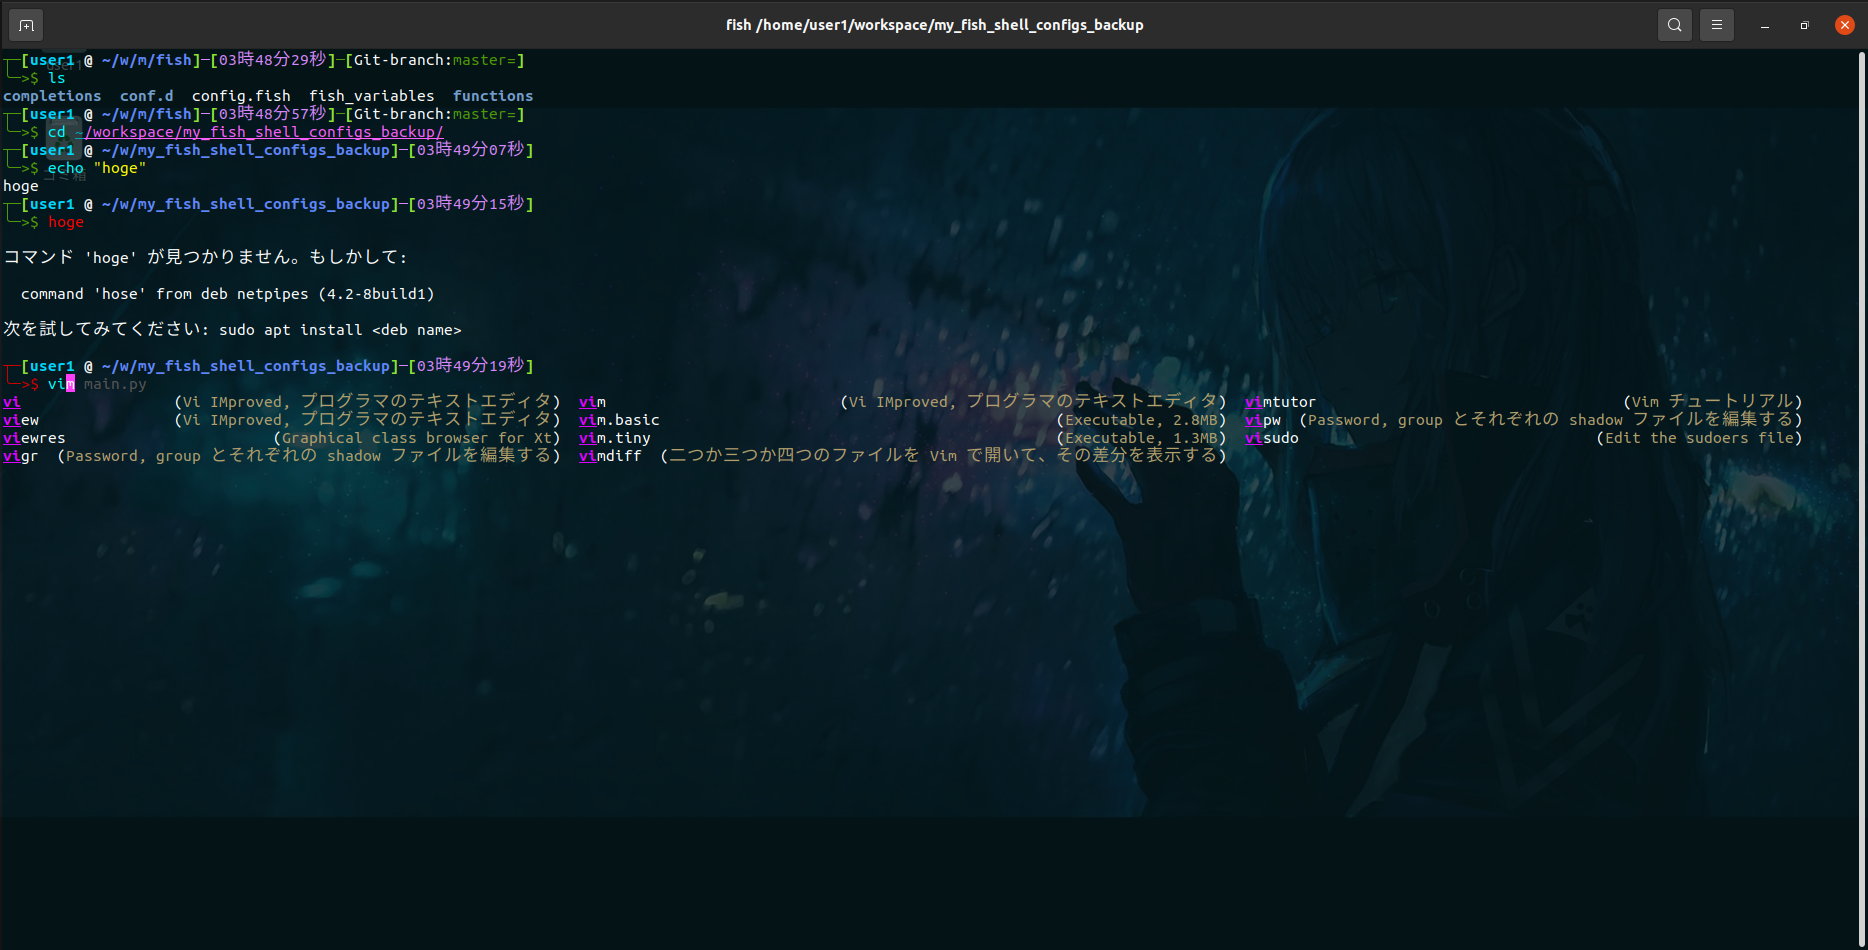 fish /home/user1/workspace/my_fish_shell_configs_backup
[user1 @ ~/w/m/fish]─[03時48分29秒]─[Git-branch:master=]
└─>$ ls
completions  conf.d  config.fish  fish_variables  functions
[user1 @ ~/w/m/fish]─[03時48分57秒]─[Git-branch:master=]
└─>$ cd ~/workspace/my_fish_shell_configs_backup/
[user1 @ ~/w/my_fish_shell_configs_backup]─[03時49分07秒]
└─>$ echo "hoge"
ゴミ箱
hoge
[user1 @ ~/w/my_fish_shell_configs_backup]─[03時49分15秒]
└─>$ hoge
コマンド 'hoge' が見つかりません。もしかして:
command 'hose' from deb netpipes (4.2-8build1)
次を試してみてください: sudo apt install <deb name>
[user1 @ ~/w/my_fish_shell_configs_backup]─[03時49分19秒]
└─>$ vim main.py
vi (Vi IMproved, プログラマのテキストエディタ)  vim (Vi IMproved, プログラマのテキストエディタ)  vimtutor (Vim チュートリアル)
view (Vi IMproved, プログラマのテキストエディタ)  vim.basic (Executable, 2.8MB)  vipw (Password, group とそれぞれの shadow ファイルを編集する)
viewres (Graphical class browser for Xt)  vim.tiny (Executable, 1.3MB)  visudo (Edit the sudoers file)
vigr (Password, group とそれぞれの shadow ファイルを編集する)  vimdiff (二つか三つか四つのファイルを Vim で開いて、その差分を表示する)